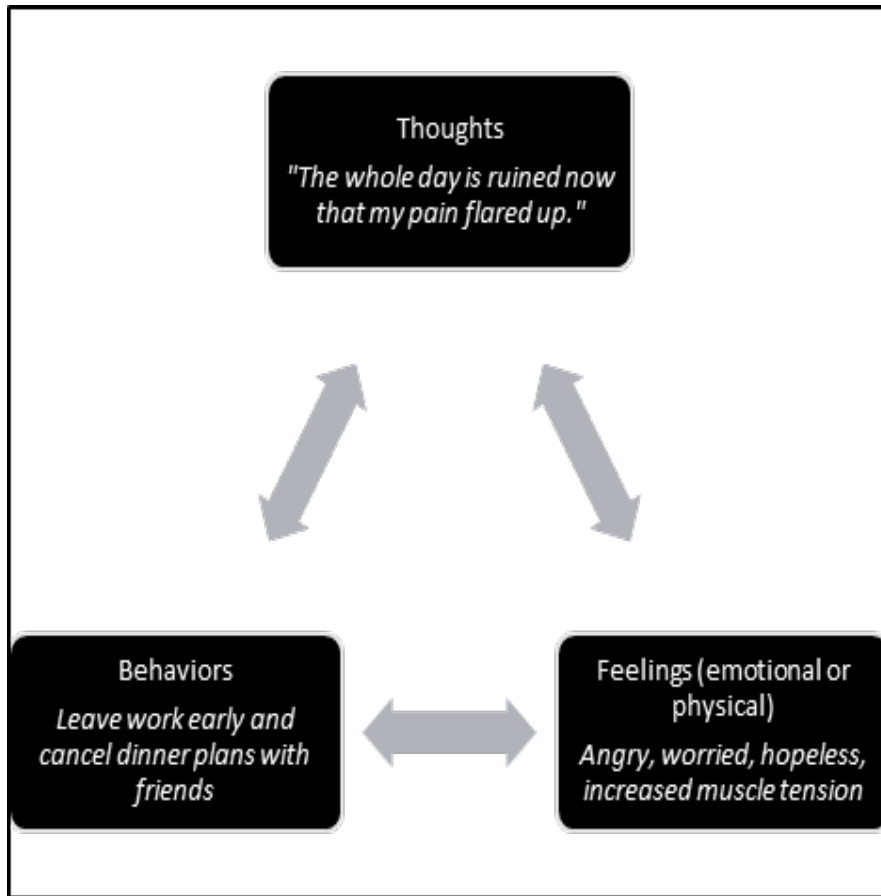 Thoughts
"The whole day is ruined now
that my pain flared up."
Behaviors
Leave work early and
cancel dinner plans with
friends
Feelings (emotional or
physical)
Angry, worried, hopeless,
increased muscle tension